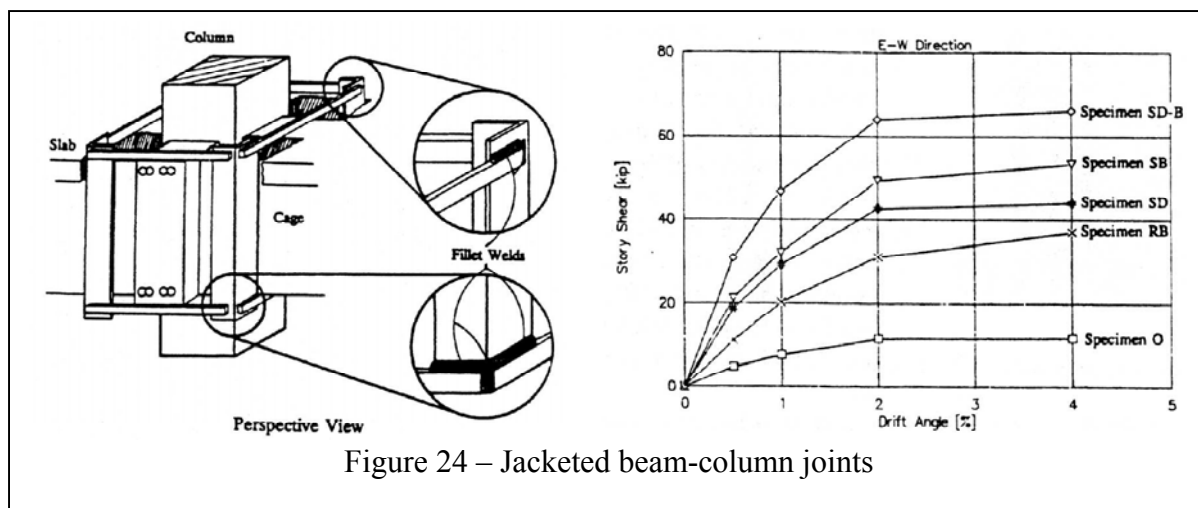 Column
Slab
Cage
Fillet Welds
Perspective View
E-W Direction
80
60
40
20
0
Story Shear [kip]
0
1
2
3
4
5
Drift Angle [%]
Specimen SD-B
Specimen SB
Specimen SD
Specimen RB
Specimen O
Figure 24 – Jacketed beam-column joints